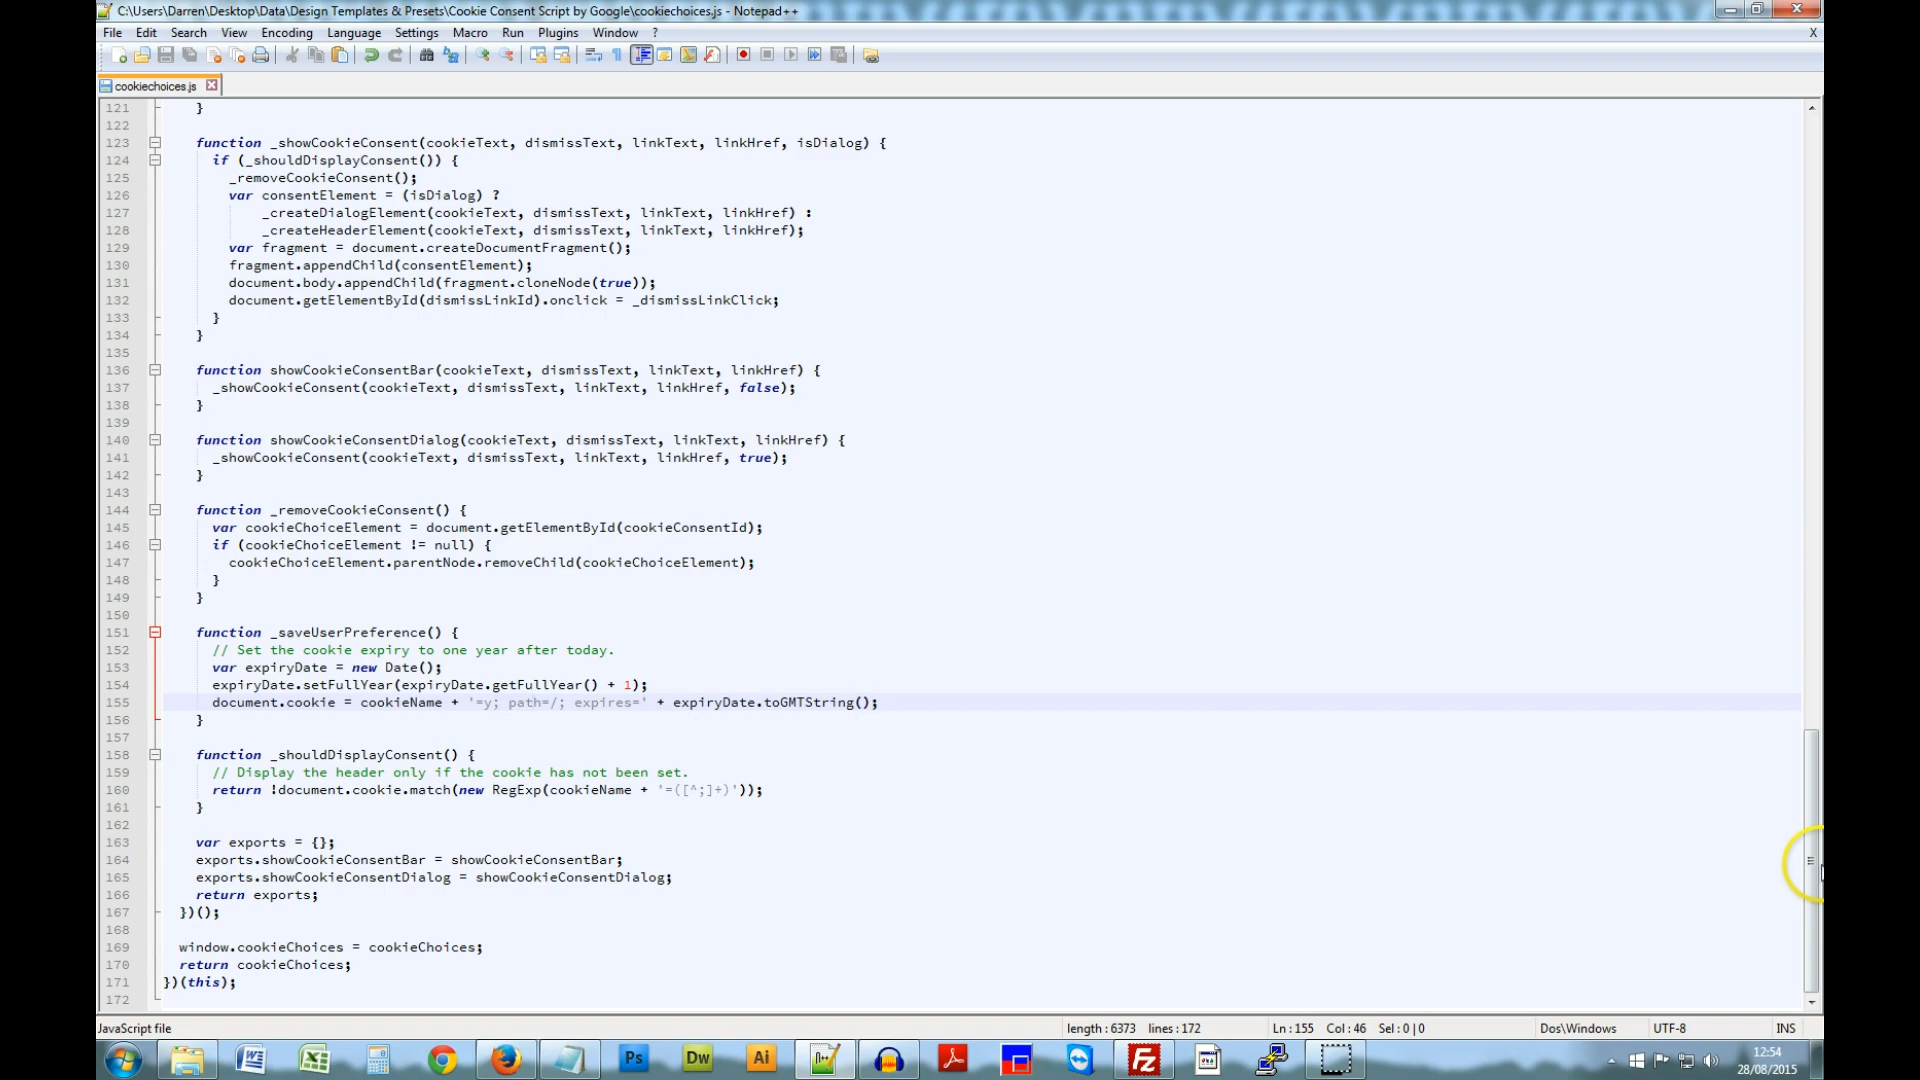 C:\Users\Darren\Desktop\Data\Design Templates & Presets\Cookie Consent Script by Google\cookiechoices.js - Notepad++
File Edit Search View Encoding Language Settings Macro Run Plugins Window ? X
cookiechoices.js
121 }
122
123 function _showCookieConsent(cookieText, dismissText, linkText, linkHref, isDialog) {
124 if (_shouldDisplayConsent()) {
125 _removeCookieConsent();
126 var consentElement = (isDialog) ?
127 _createDialogElement(cookieText, dismissText, linkText, linkHref) :
128 _createHeaderElement(cookieText, dismissText, linkText, linkHref);
129 var fragment = document.createDocumentFragment();
130 fragment.appendChild(consentElement);
131 document.body.appendChild(fragment.cloneNode(true));
132 document.getElementById(dismissLinkId).onclick = _dismissLinkClick;
133 }
134 }
135
136 function showCookieConsentBar(cookieText, dismissText, linkText, linkHref) {
137 _showCookieConsent(cookieText, dismissText, linkText, linkHref, false);
138 }
139
140 function showCookieConsentDialog(cookieText, dismissText, linkText, linkHref) {
141 _showCookieConsent(cookieText, dismissText, linkText, linkHref, true);
142 }
143
144 function _removeCookieConsent() {
145 var cookieChoiceElement = document.getElementById(cookieConsentId);
146 if (cookieChoiceElement != null) {
147 cookieChoiceElement.parentNode.removeChild(cookieChoiceElement);
148 }
149 }
150
151 function _saveUserPreference() {
152 // Set the cookie expiry to one year after today.
153 var expiryDate = new Date();
154 expiryDate.setFullYear(expiryDate.getFullYear() + 1);
155 document.cookie = cookieName + '=y; path=/; expires=' + expiryDate.toGMTString();
156 }
157
158 function _shouldDisplayConsent() {
159 // Display the header only if the cookie has not been set.
160 return !document.cookie.match(new RegExp(cookieName + '=([^;]+)'));
161 }
162
163 var exports = {};
164 exports.showCookieConsentBar = showCookieConsentBar;
165 exports.showCookieConsentDialog = showCookieConsentDialog;
166 return exports;
167 })();
168
169 window.cookieChoices = cookieChoices;
170 return cookieChoices;
171 })(this);
172
JavaScript file length : 6373 lines : 172 Ln : 155 Col : 46 Sel : 0 | 0 Dos\Windows UTF-8 INS
Ps Dw Ai Fz
12:54
28/08/2015